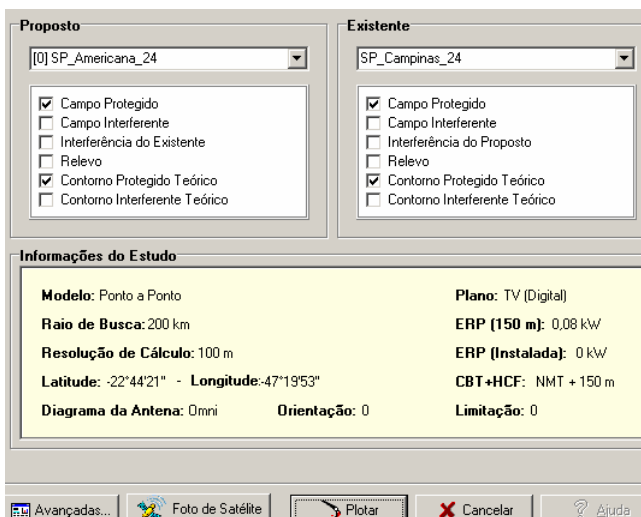 Proposto
[0] SP_Americana_24
Campo Protegido
Campo Interferente
Interferência do Existente
Relevo
Contorno Protegido Teórico
Contorno Interferente Teórico
Existente
SP_Campinas_24
Campo Protegido
Campo Interferente
Interferência do Proposto
Relevo
Contorno Protegido Teórico
Contorno Interferente Teórico
Informações do Estudo
Modelo: Ponto a Ponto
Plano: TV (Digital)
Raio de Busca: 200 km
ERP (150 m): 0,08 kW
Resolução de Cálculo: 100 m
ERP (Instalada): 0 kW
Latitude: -22°44'21" - Longitude:-47°19'53"
CBT+HCF: NMT + 150 m
Diagrama da Antena: Omni Orientação: 0
Limitação: 0
Avançadas... Foto de Satélite Plotar Cancelar Ajuda